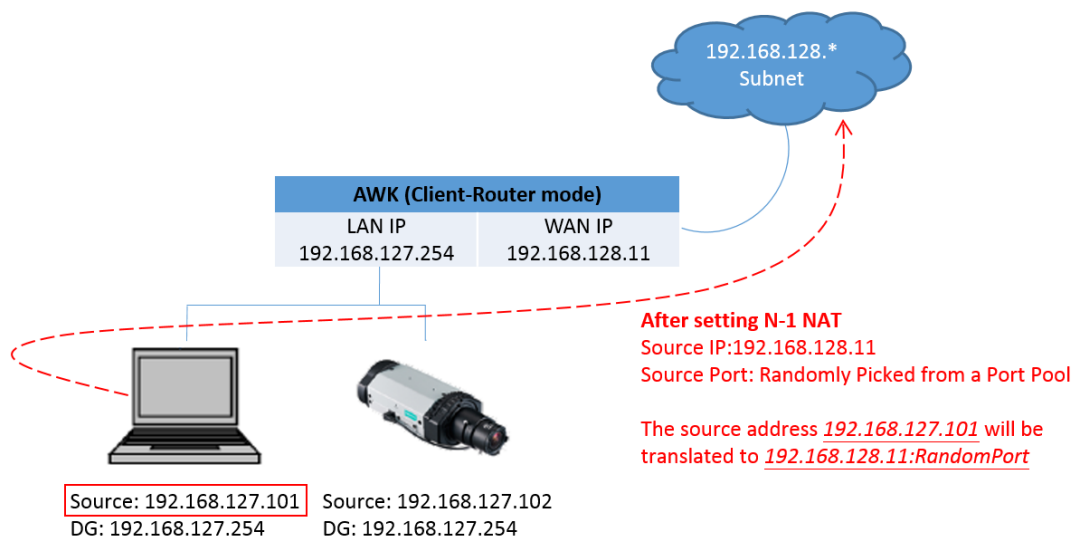 192.168.128.*
Subnet
AWK (Client-Router mode)
LAN IP
192.168.127.254
WAN IP
192.168.128.11
After setting N-1 NAT
Source IP:192.168.128.11
Source Port: Randomly Picked from a Port Pool
The source address 192.168.127.101 will be
translated to 192.168.128.11:RandomPort
Source: 192.168.127.101
DG: 192.168.127.254
Source: 192.168.127.102
DG: 192.168.127.254